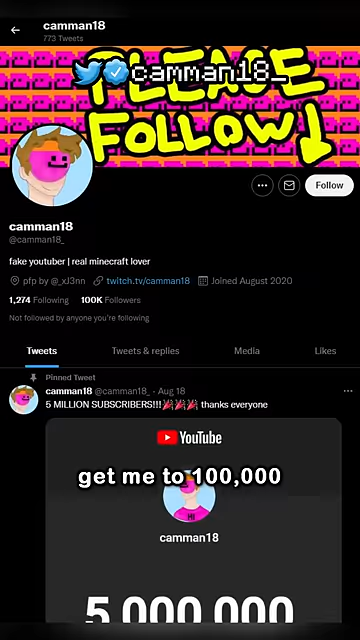 camman18
773 Tweets
PLEASE
camman18_
FOLLOW
Follow
camman18
@camman18_
fake youtuber | real minecraft lover
pfp by @_xJ3nn twitch.tv/camman18 Joined August 2020
1,274 Following 100K Followers
Not followed by anyone you're following
Tweets Tweets & replies Media Likes
Pinned Tweet
camman18 @camman18_ · Aug 18
5 MILLION SUBSCRIBERS!!! thanks everyone
YouTube
get me to 100,000
HI
camman18
5,000,000